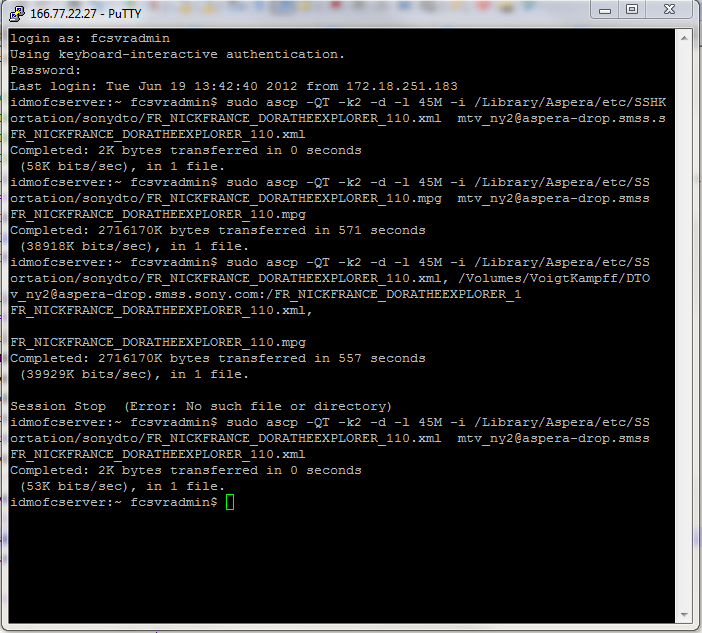 166.77.22.27 - PuTTY
login as: fcsvradmin
Using keyboard-interactive authentication.
Password:
Last login: Tue Jun 19 13:42:40 2012 from 172.18.251.183
idmofcserver:~ fcsvradmin$ sudo ascp -QT -k2 -d -l 45M -i /Library/Aspera/etc/SSHK
ortation/sonydto/FR_NICKFRANCE_DORATHEEXPLORER_110.xml  mtv_ny2@aspera-drop.smss.s
FR_NICKFRANCE_DORATHEEXPLORER_110.xml
Completed: 2K bytes transferred in 0 seconds
 (58K bits/sec), in 1 file.
idmofcserver:~ fcsvradmin$ sudo ascp -QT -k2 -d -l 45M -i /Library/Aspera/etc/SS
ortation/sonydto/FR_NICKFRANCE_DORATHEEXPLORER_110.mpg  mtv_ny2@aspera-drop.smss
FR_NICKFRANCE_DORATHEEXPLORER_110.mpg
Completed: 2716170K bytes transferred in 571 seconds
 (38918K bits/sec), in 1 file.
idmofcserver:~ fcsvradmin$ sudo ascp -QT -k2 -d -l 45M -i /Library/Aspera/etc/SS
ortation/sonydto/FR_NICKFRANCE_DORATHEEXPLORER_110.xml, /Volumes/VoigtKampff/DTO
v_ny2@aspera-drop.smss.sony.com:/FR_NICKFRANCE_DORATHEEXPLORER_1
FR_NICKFRANCE_DORATHEEXPLORER_110.xml,
FR_NICKFRANCE_DORATHEEXPLORER_110.mpg
Completed: 2716170K bytes transferred in 557 seconds
 (39929K bits/sec), in 1 file.
Session Stop  (Error: No such file or directory)
idmofcserver:~ fcsvradmin$ sudo ascp -QT -k2 -d -l 45M -i /Library/Aspera/etc/SS
ortation/sonydto/FR_NICKFRANCE_DORATHEEXPLORER_110.xml  mtv_ny2@aspera-drop.smss
FR_NICKFRANCE_DORATHEEXPLORER_110.xml
Completed: 2K bytes transferred in 0 seconds
 (53K bits/sec), in 1 file.
idmofcserver:~ fcsvradmin$